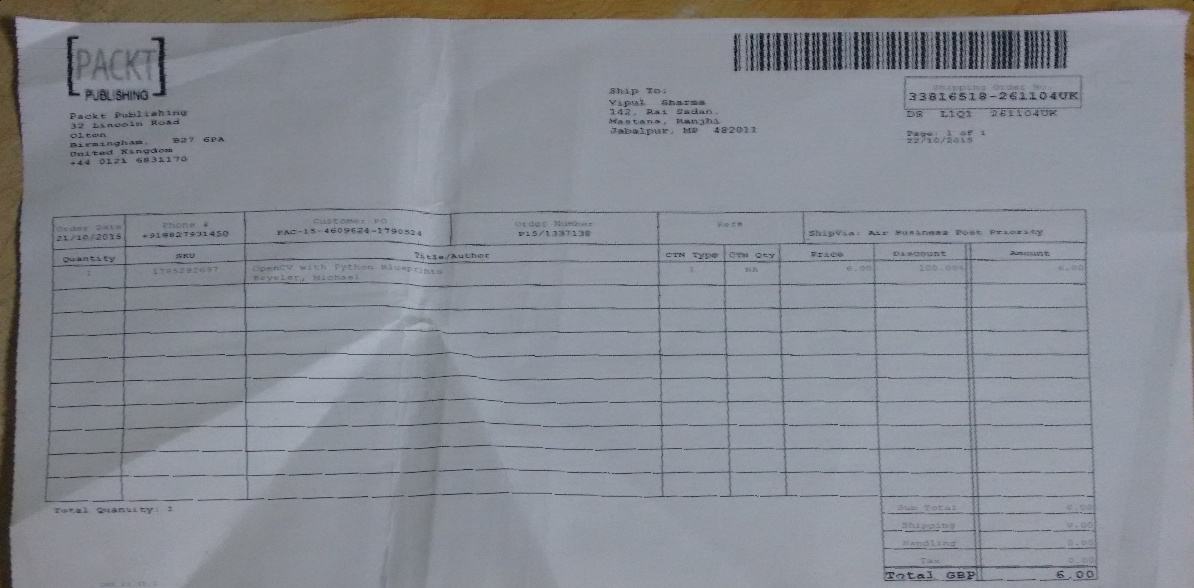 [PACKT]
PUBLISHING
Packt Publishing
32 Lincoln Road
Olton
Birmingham, B27 6PA
United Kingdom
+44 0121 6831170
Ship To:
Vipul Sharma
142, Rai Sadan,
Mastana, Ranjhi
Jabalpur, MP 482011
Shipping Order No.
33816518-261104UK
DS L1Q1 261104UK
Page: 1 of 1
22/10/2015
Order Date Phone # Customer PO Order Number
21/10/2015 +918827931450 PAC-15-4609624-1790524 P15/1337138 ShipVia: Air Business Post Priority
Quantity SKU Title/Author CTN Type CTN Qty Price Discount Amount
1 1785282697 OpenCV with Python Blueprints 1 NA 6.00 100.00% 6.00
Beyeler, Michael
Total Quantity: 1
Sub Total 6.00
Shipping 0.00
Handling 0.00
Tax 0.00
Total GBP 6.00